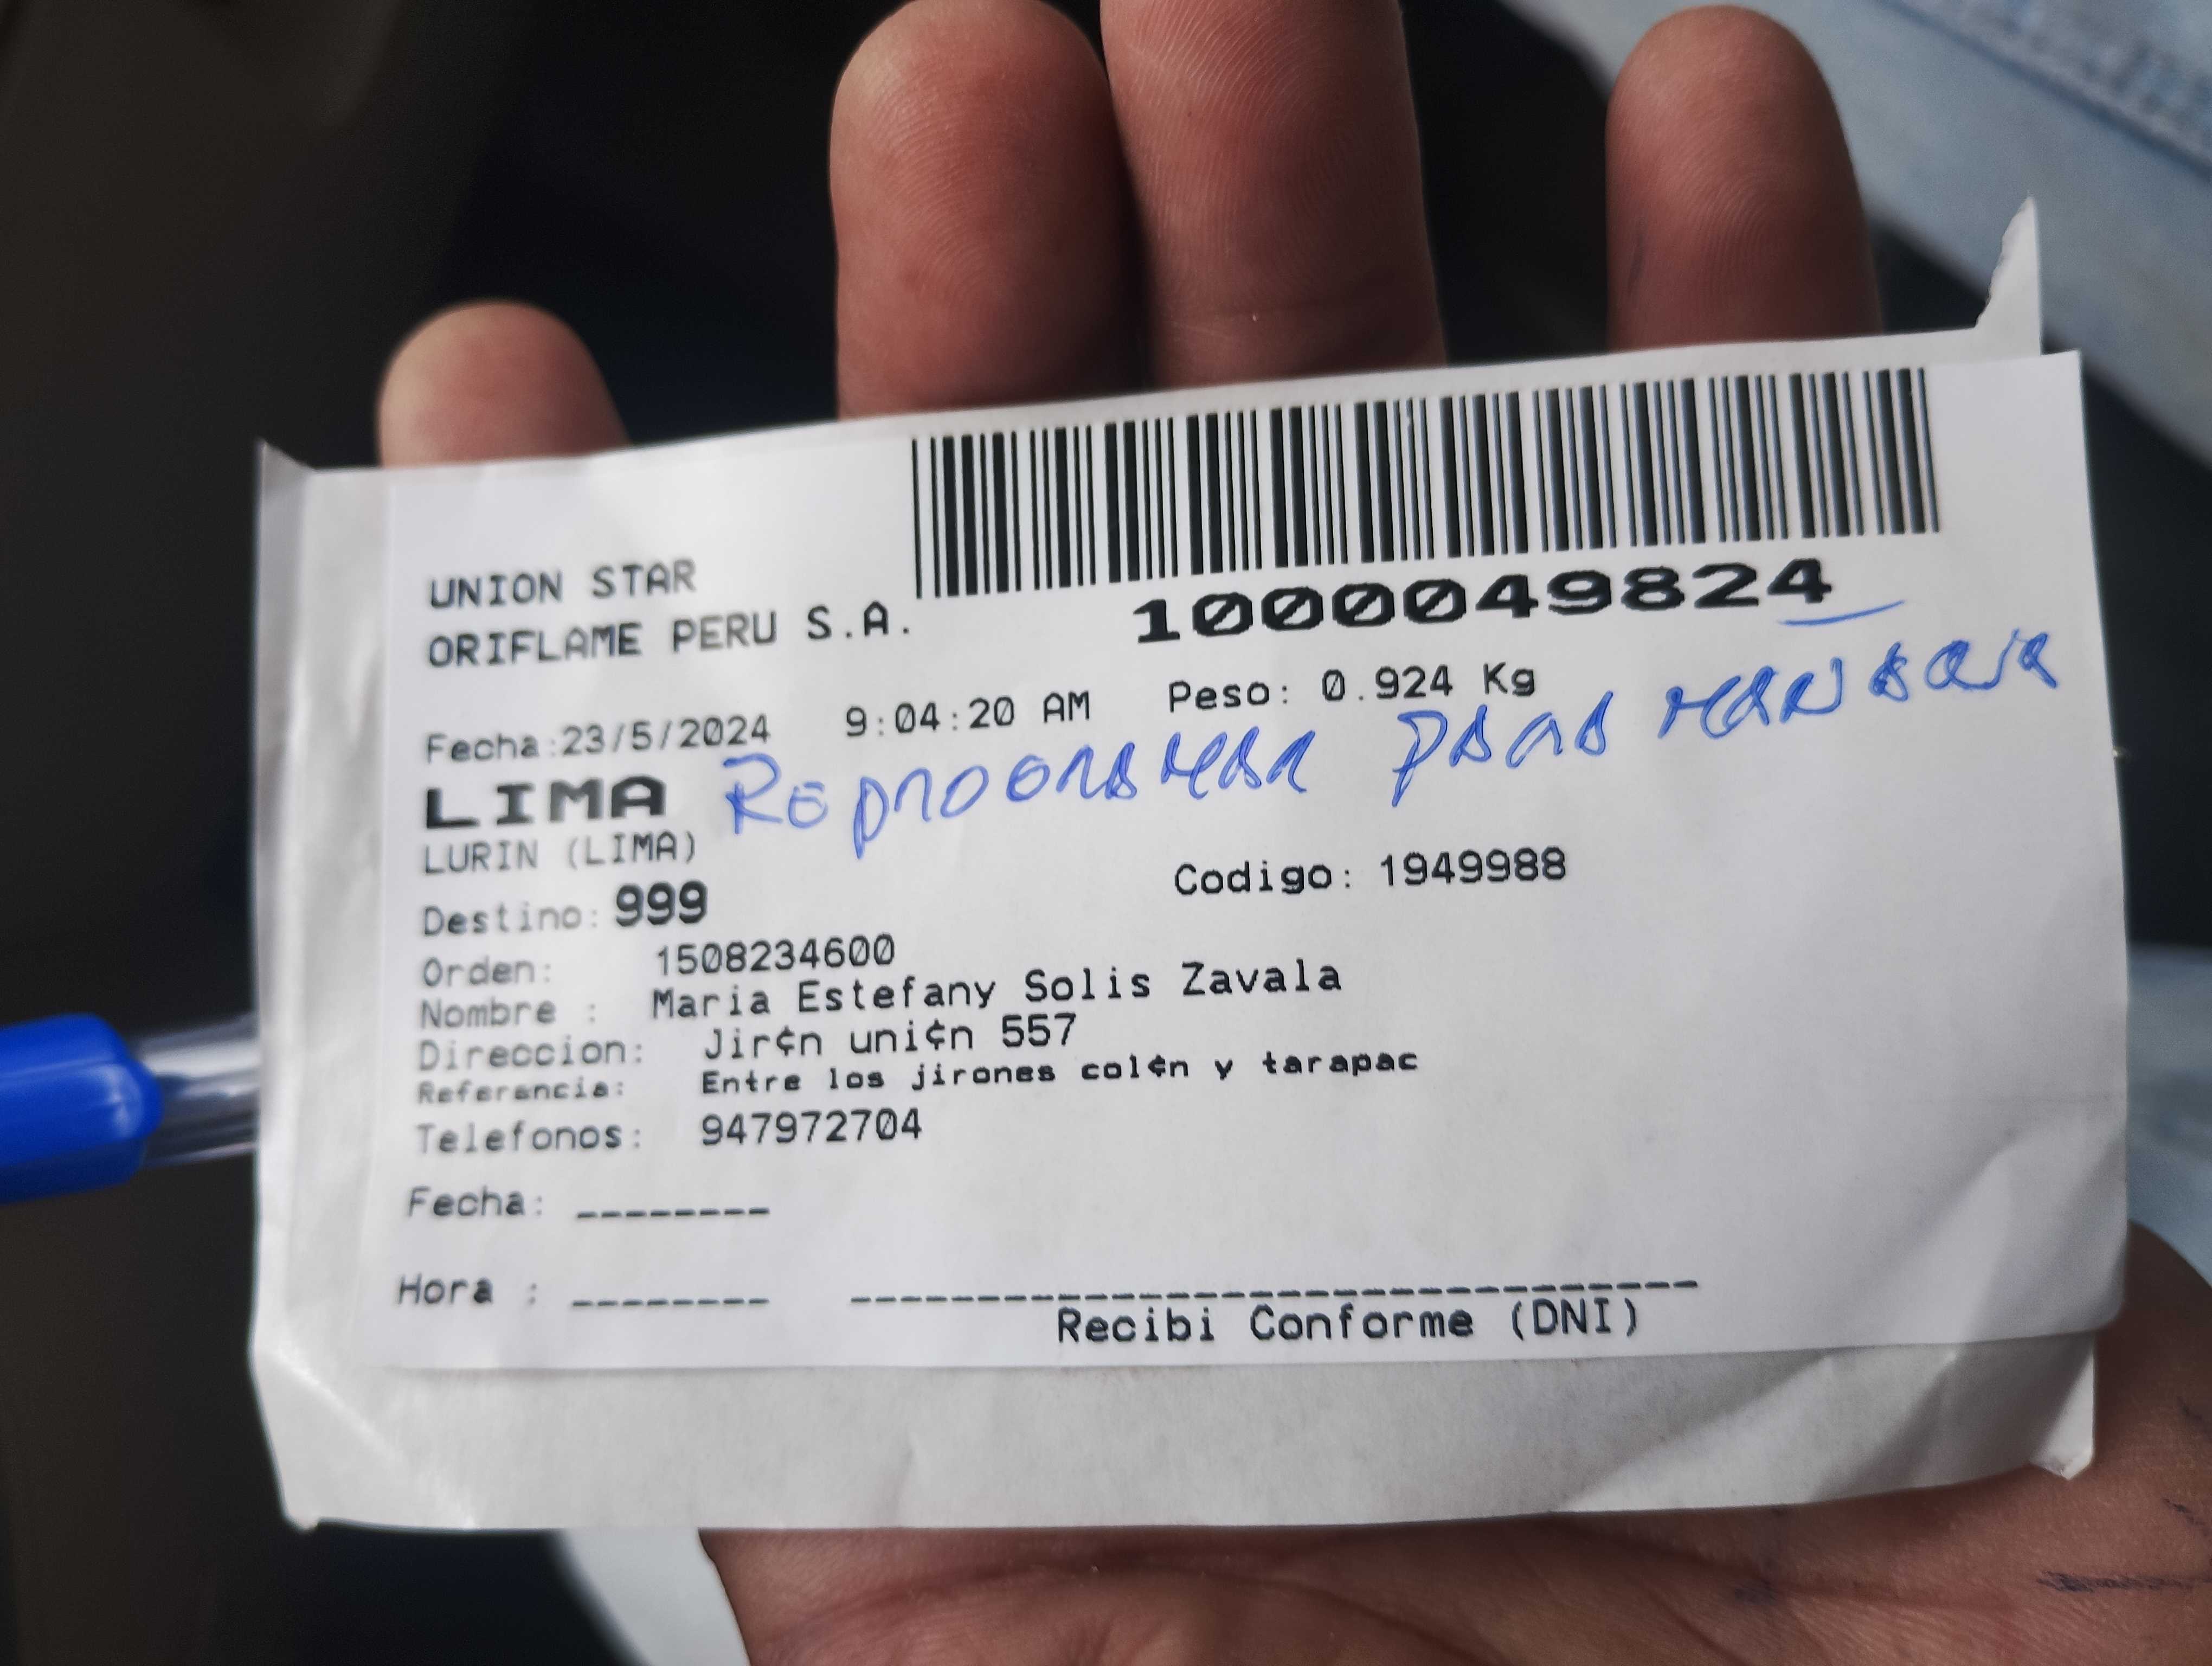 1000049824
UNION STAR
ORIFLAME PERU S.A.
Fecha:23/5/2024 9:04:20 AM Peso: 0.924 Kg
LIMA Reprogramar para
LURIN (LIMA)
Codigo: 1949988
Destino: 999
Orden: 1508234600
Nombre : Maria Estefany Solis Zavala
Direccion: Jir¢n uni¢n 557
Referencia: Entre los jirones col¢n y tarapac
Telefonos: 947972704
Fecha: ________
Hora : ________
Recibi Conforme (DNI)